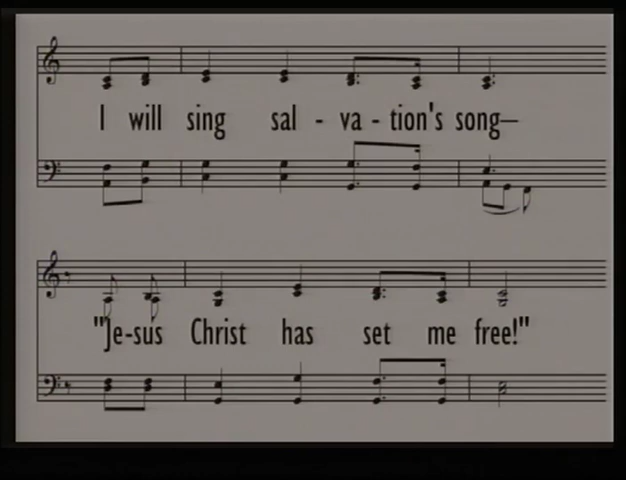 I will sing sal - va - tion's song—
"Je-sus Christ has set me free!"